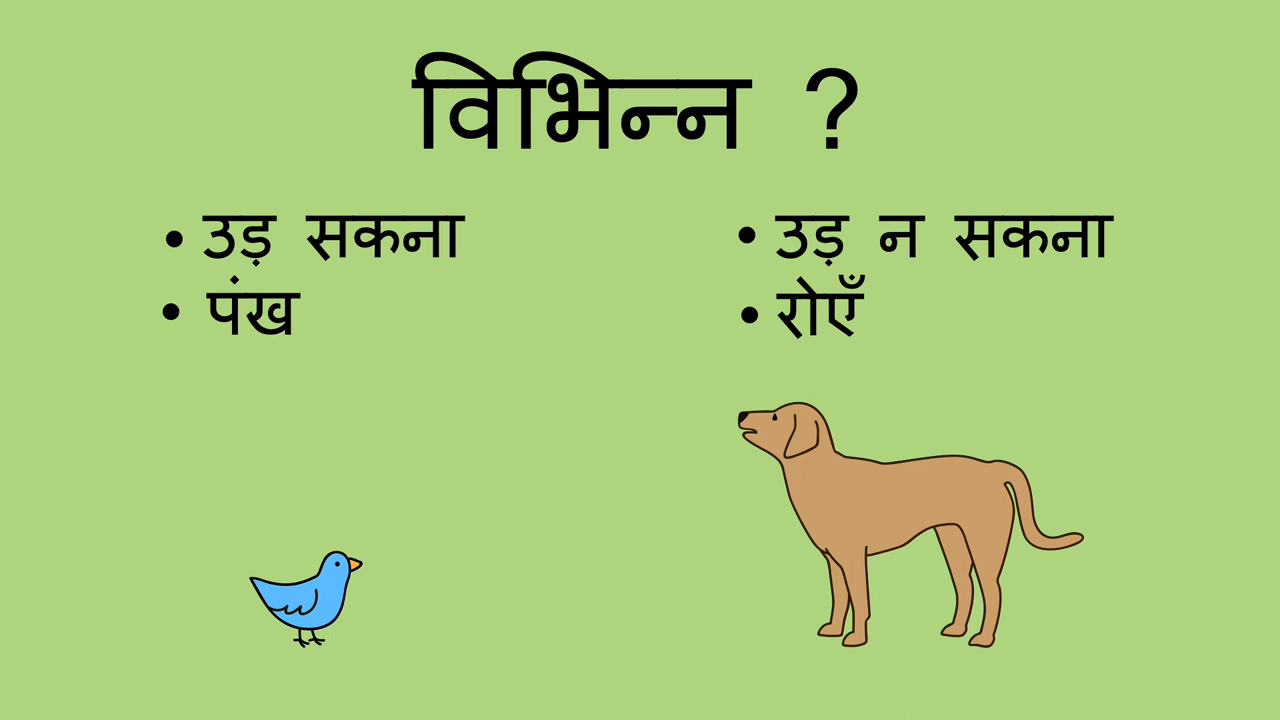 विभिन्न ?
• उड़ सकना
• पंख
• उड़ न सकना
• रोएँ